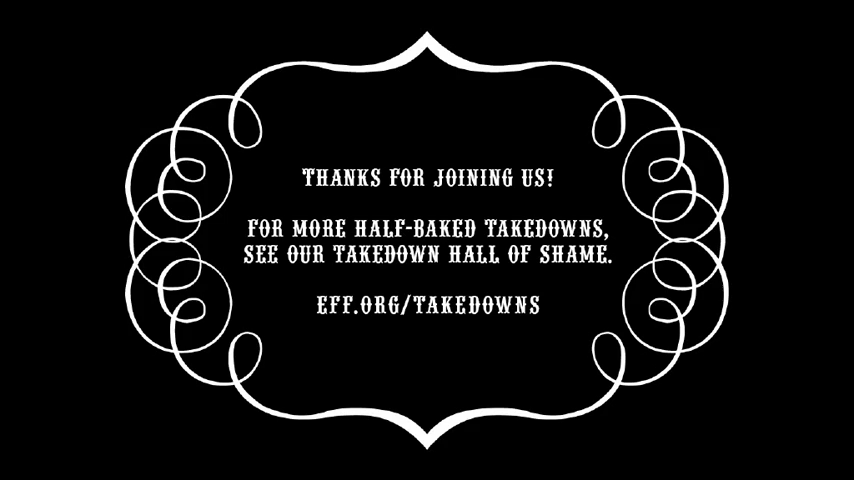 THANKS FOR JOINING US!
FOR MORE HALF-BAKED TAKEDOWNS,
SEE OUR TAKEDOWN HALL OF SHAME.
EFF.ORG/TAKEDOWNS